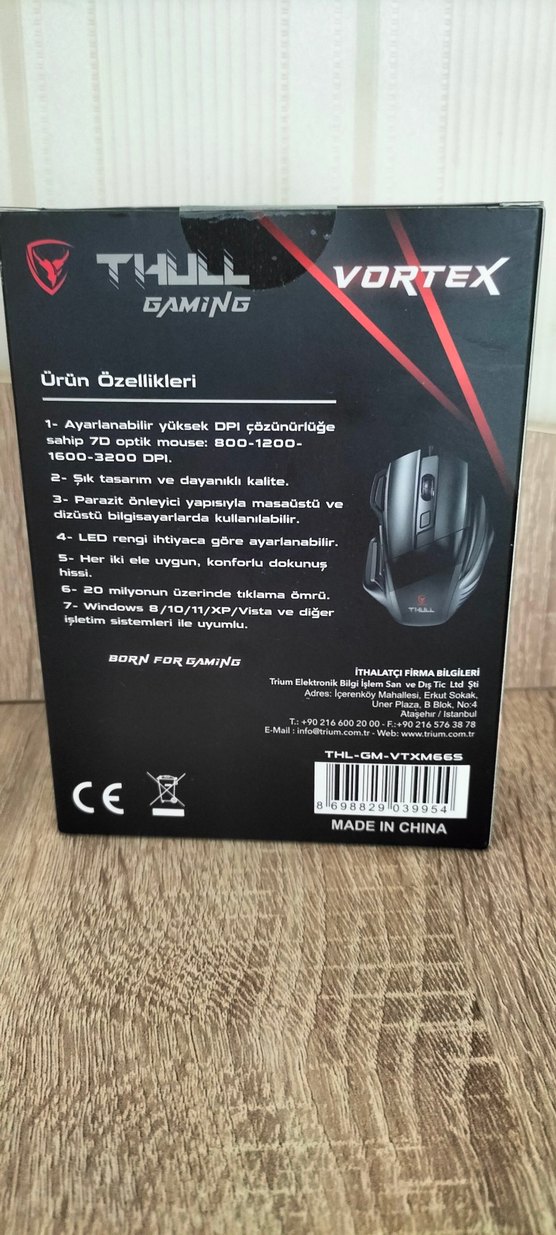 THULL
GAMING
VORTEX
Ürün Özellikleri
1- Ayarlanabilir yüksek DPI çözünürlüğe
sahip 7D optik mouse: 800-1200-
1600-3200 DPI.
2- Şık tasarım ve dayanıklı kalite.
3- Parazit önleyici yapısıyla masaüstü ve
dizüstü bilgisayarlarda kullanılabilir.
4- LED rengi ihtiyaca göre ayarlanabilir.
5- Her iki ele uygun, konforlu dokunuş
hissi.
6- 20 milyonun üzerinde tıklama ömrü.
7- Windows 8/10/11/XP/Vista ve diğer
işletim sistemleri ile uyumlu.
THULL
BORN FOR GAMING
İTHALATÇI FİRMA BİLGİLERİ
Trium Elektronik Bilgi İşlem San ve Dış Tic Ltd Şti
Adres: İçerenköy Mahallesi, Erkut Sokak,
Üner Plaza, B Blok, No:4
Ataşehir / Istanbul
T.: +90 216 600 20 00 - F.:+90 216 576 38 78
E-Mail : info@trium.com.tr - Web: www.trium.com.tr
THL-GM-VTXM66S
CE
8 698829 039954
MADE IN CHINA